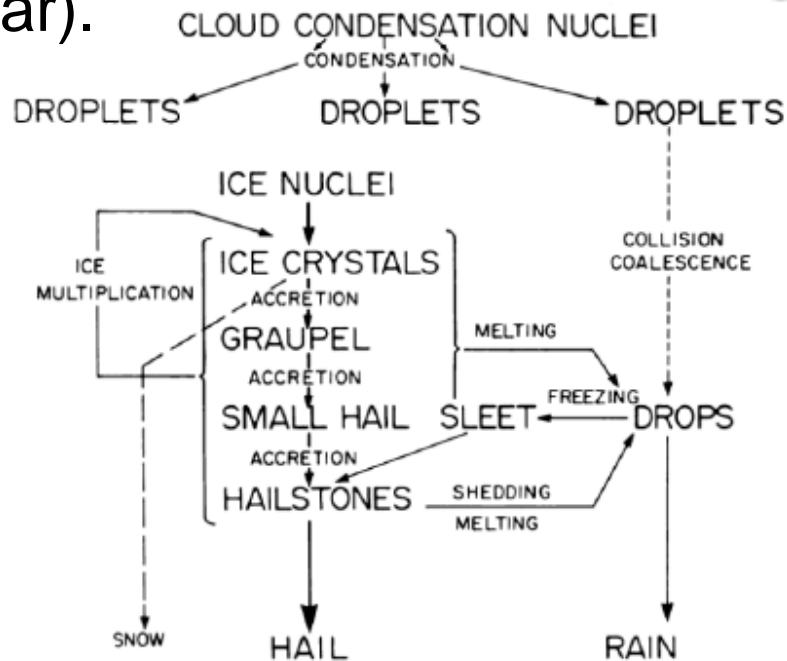 ar).
CLOUD CONDENSATION NUCLEI
CONDENSATION
DROPLETS DROPLETS DROPLETS
ICE NUCLEI
COLLISION
COALESCENCE
ICE
MULTIPLICATION
ICE CRYSTALS
ACCRETION
GRAUPEL
MELTING
ACCRETION
FREEZING
SMALL HAIL SLEET DROPS
ACCRETION
HAILSTONES
SHEDDING
MELTING
SNOW HAIL RAIN